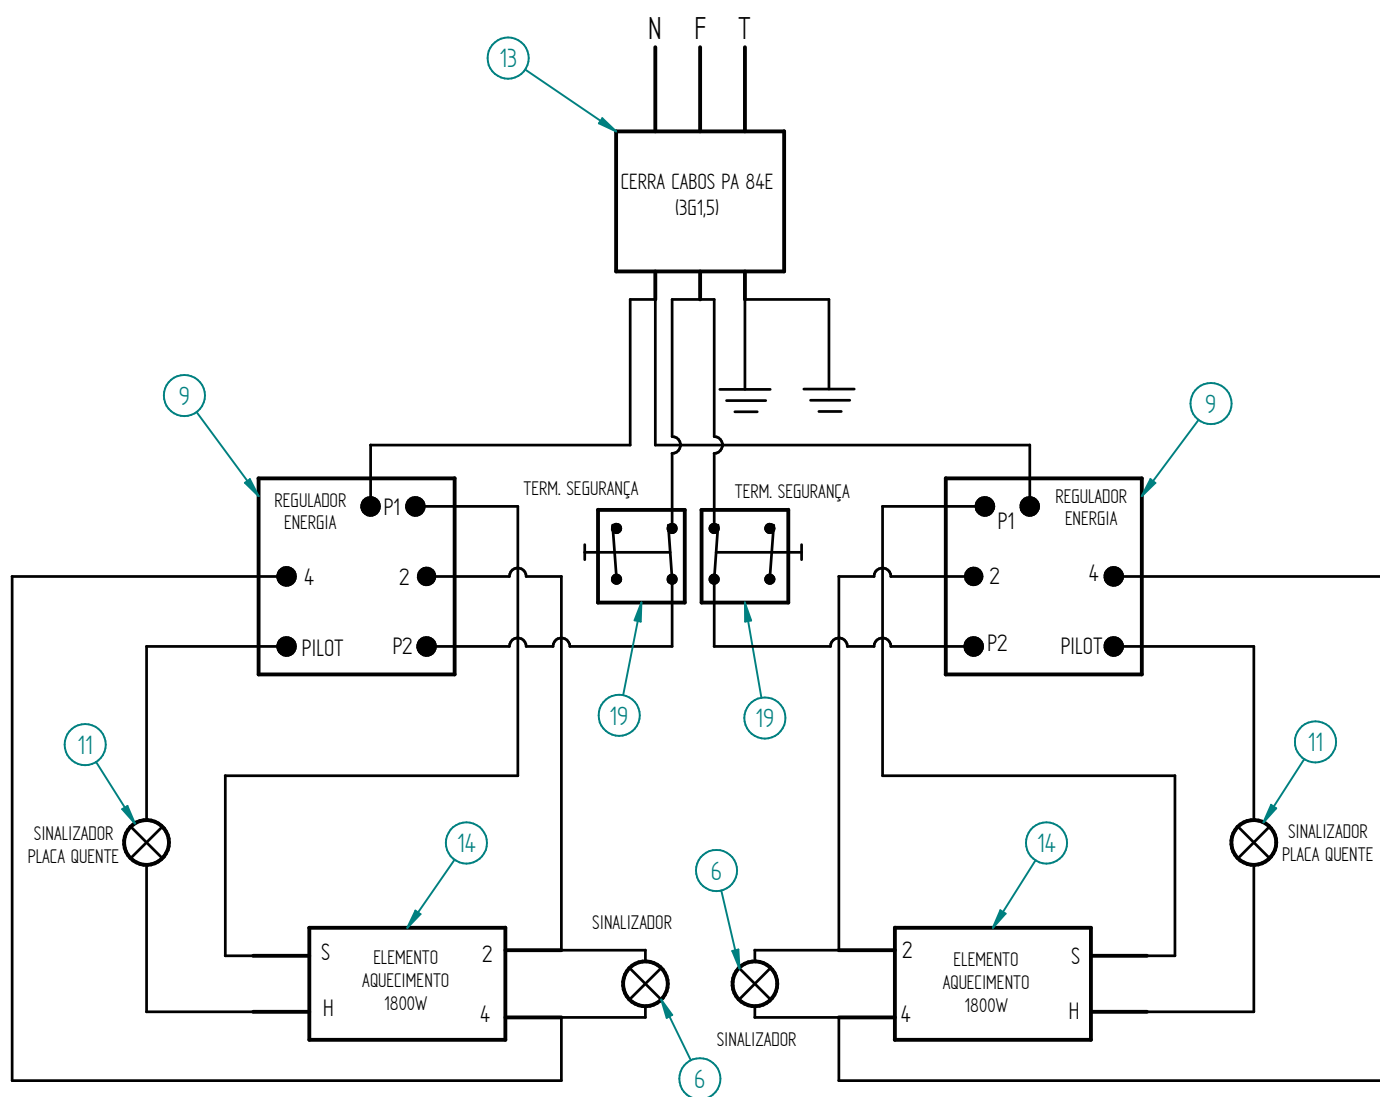 N F T
13
CERRA CABOS PA 84E
(3G1,5)
9
9
REGULADOR
ENERGIA
P1
4
2
PILOT
P2
TERM. SEGURANÇA
TERM. SEGURANÇA
REGULADOR
ENERGIA
P1
2
4
P2
PILOT
19
19
11
11
SINALIZADOR
PLACA QUENTE
SINALIZADOR
PLACA QUENTE
14
14
6
SINALIZADOR
S
2
ELEMENTO
AQUECIMENTO
1800W
H
4
2
S
ELEMENTO
AQUECIMENTO
1800W
4
H
SINALIZADOR
6